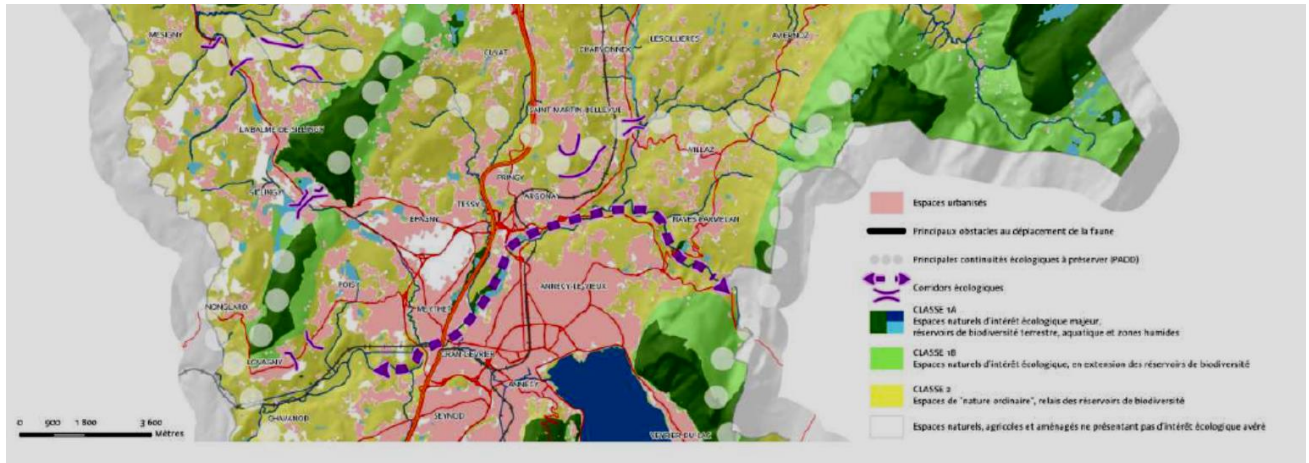 MESIGNY
CUVAT
CHARVONNEX
LES OLLIERES
AVIERNOZ
SAINT MARTIN BELLEVUE
LA BALME DE SILLINGY
VILLAZ
SILLINGY
PRINGY
ARGONAY
TESSY
EPAGNY
NAVES PARMELAN
POISY
ANNECY-LE-VIEUX
NONGLARD
MEYTHET
LOVAGNY
CRAN GEVRIER
ANNECY
CHAVANOD
SEYNOD
VEYRIER DU LAC
0 900 1 800 3 600
Mètres
Espaces urbanisés
Principaux obstacles au déplacement de la faune
Principales continuités écologiques à préserver (PADD)
Corridors écologiques
CLASSE 1A
Espaces naturels d'intérêt écologique majeur,
réservoirs de biodiversité terrestre, aquatique et zones humides
CLASSE 1B
Espaces naturels d'intérêt écologique, en extension des réservoirs de biodiversité
CLASSE 2
Espaces de "nature ordinaire", relais des réservoirs de biodiversité
Espaces naturels, agricoles et aménagés ne présentant pas d'intérêt écologique avéré